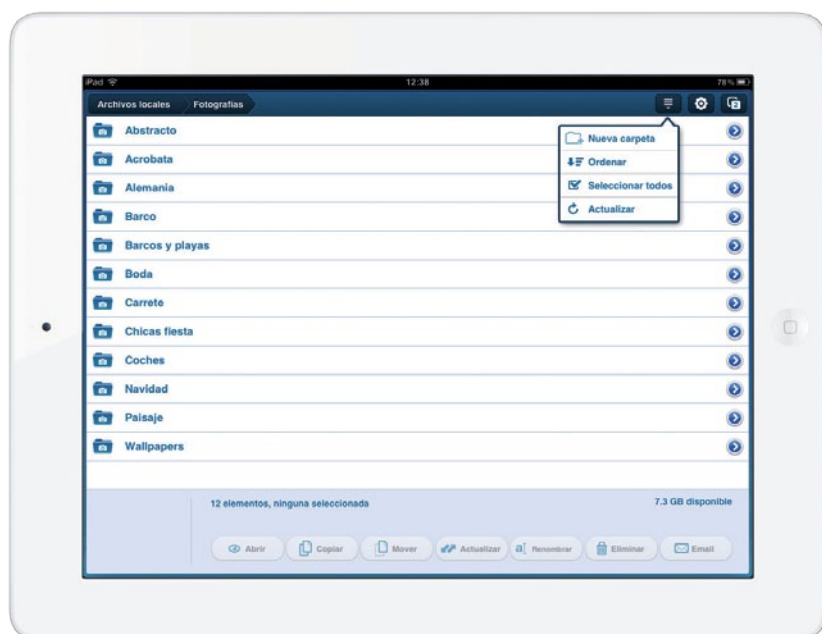 iPad 12:38 78%
Archivos locales Fotografías
Abstracto
Acrobata
Alemania
Barco
Barcos y playas
Boda
Carrete
Chicas fiesta
Coches
Navidad
Paisaje
Wallpapers
Nueva carpeta
Ordenar
Seleccionar todos
Actualizar
12 elementos, ninguna seleccionada 7.3 GB disponible
Abrir Copiar Mover Actualizar Renombrar Eliminar Email